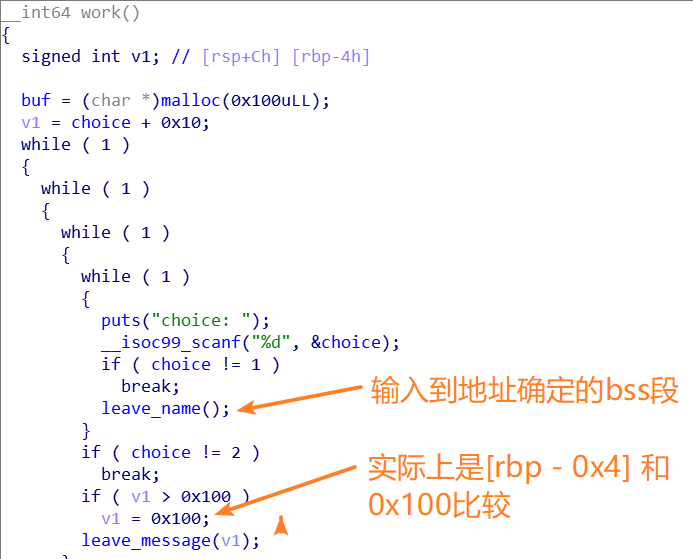 __int64 work()
{
  signed int v1; // [rsp+Ch] [rbp-4h]
  buf = (char *)malloc(0x100uLL);
  v1 = choice + 0x10;
  while ( 1 )
  {
    while ( 1 )
    {
      while ( 1 )
      {
        while ( 1 )
        {
          puts("choice: ");
          __isoc99_scanf("%d", &choice);
          if ( choice != 1 )
            break;
          leave_name();
输入到地址确定的bss段
        }
        if ( choice != 2 )
          break;
        if ( v1 > 0x100 )
          v1 = 0x100;
        leave_message(v1);
实际上是[rbp - 0x4] 和
0x100比较